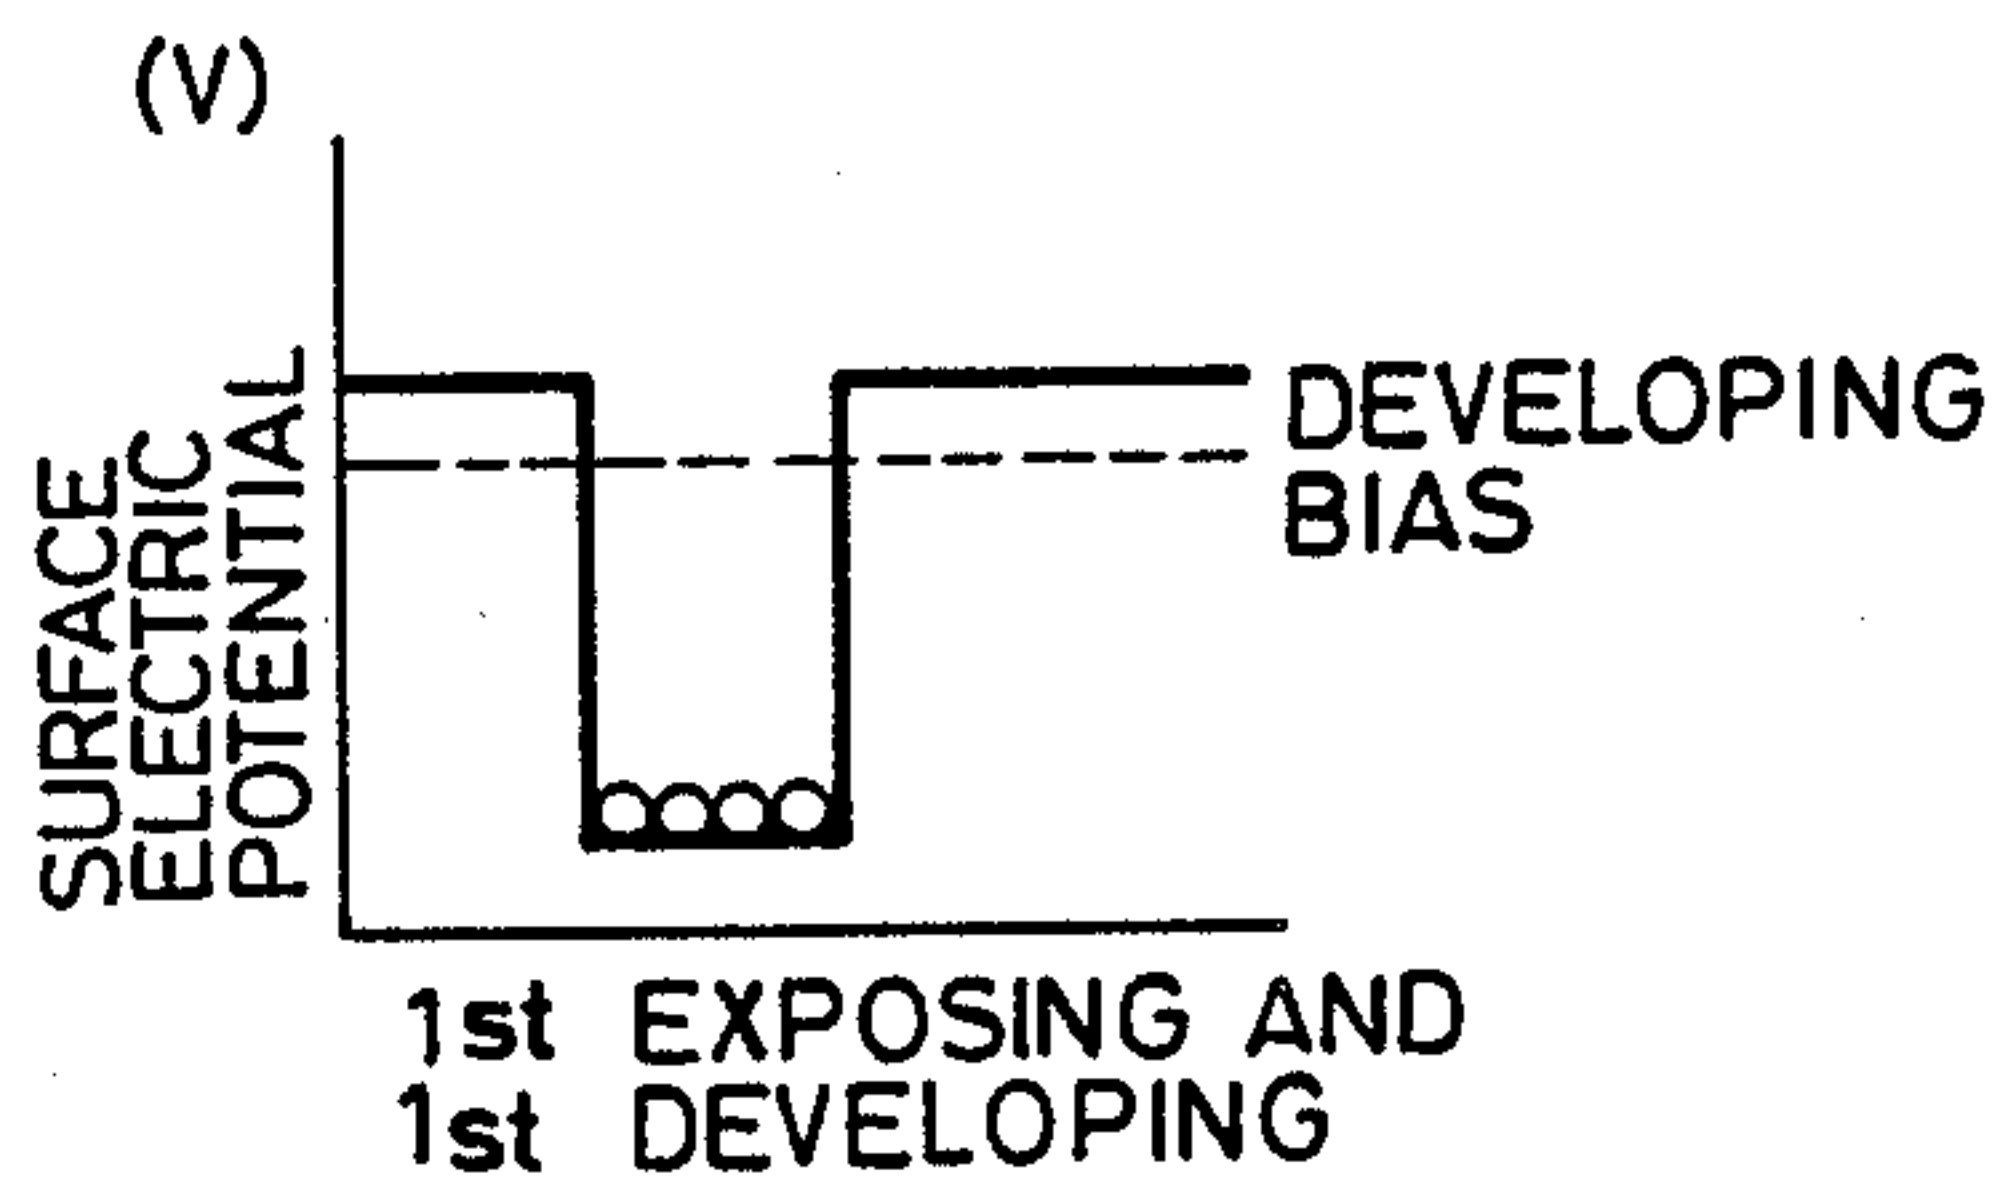 (V)
SURFACE
ELECTRIC
POTENTIAL
DEVELOPING
BIAS
1st EXPOSING AND
1st DEVELOPING